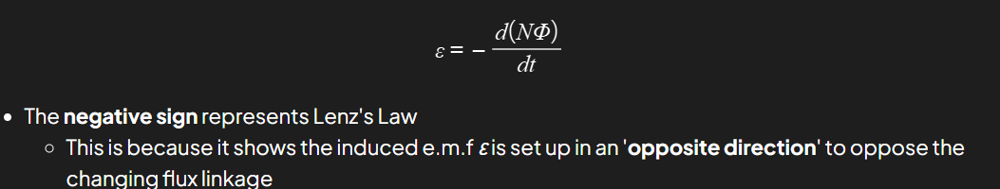 ε = − d(NΦ)
dt
• The negative sign represents Lenz's Law
○ This is because it shows the induced e.m.f ε is set up in an 'opposite direction' to oppose the
changing flux linkage